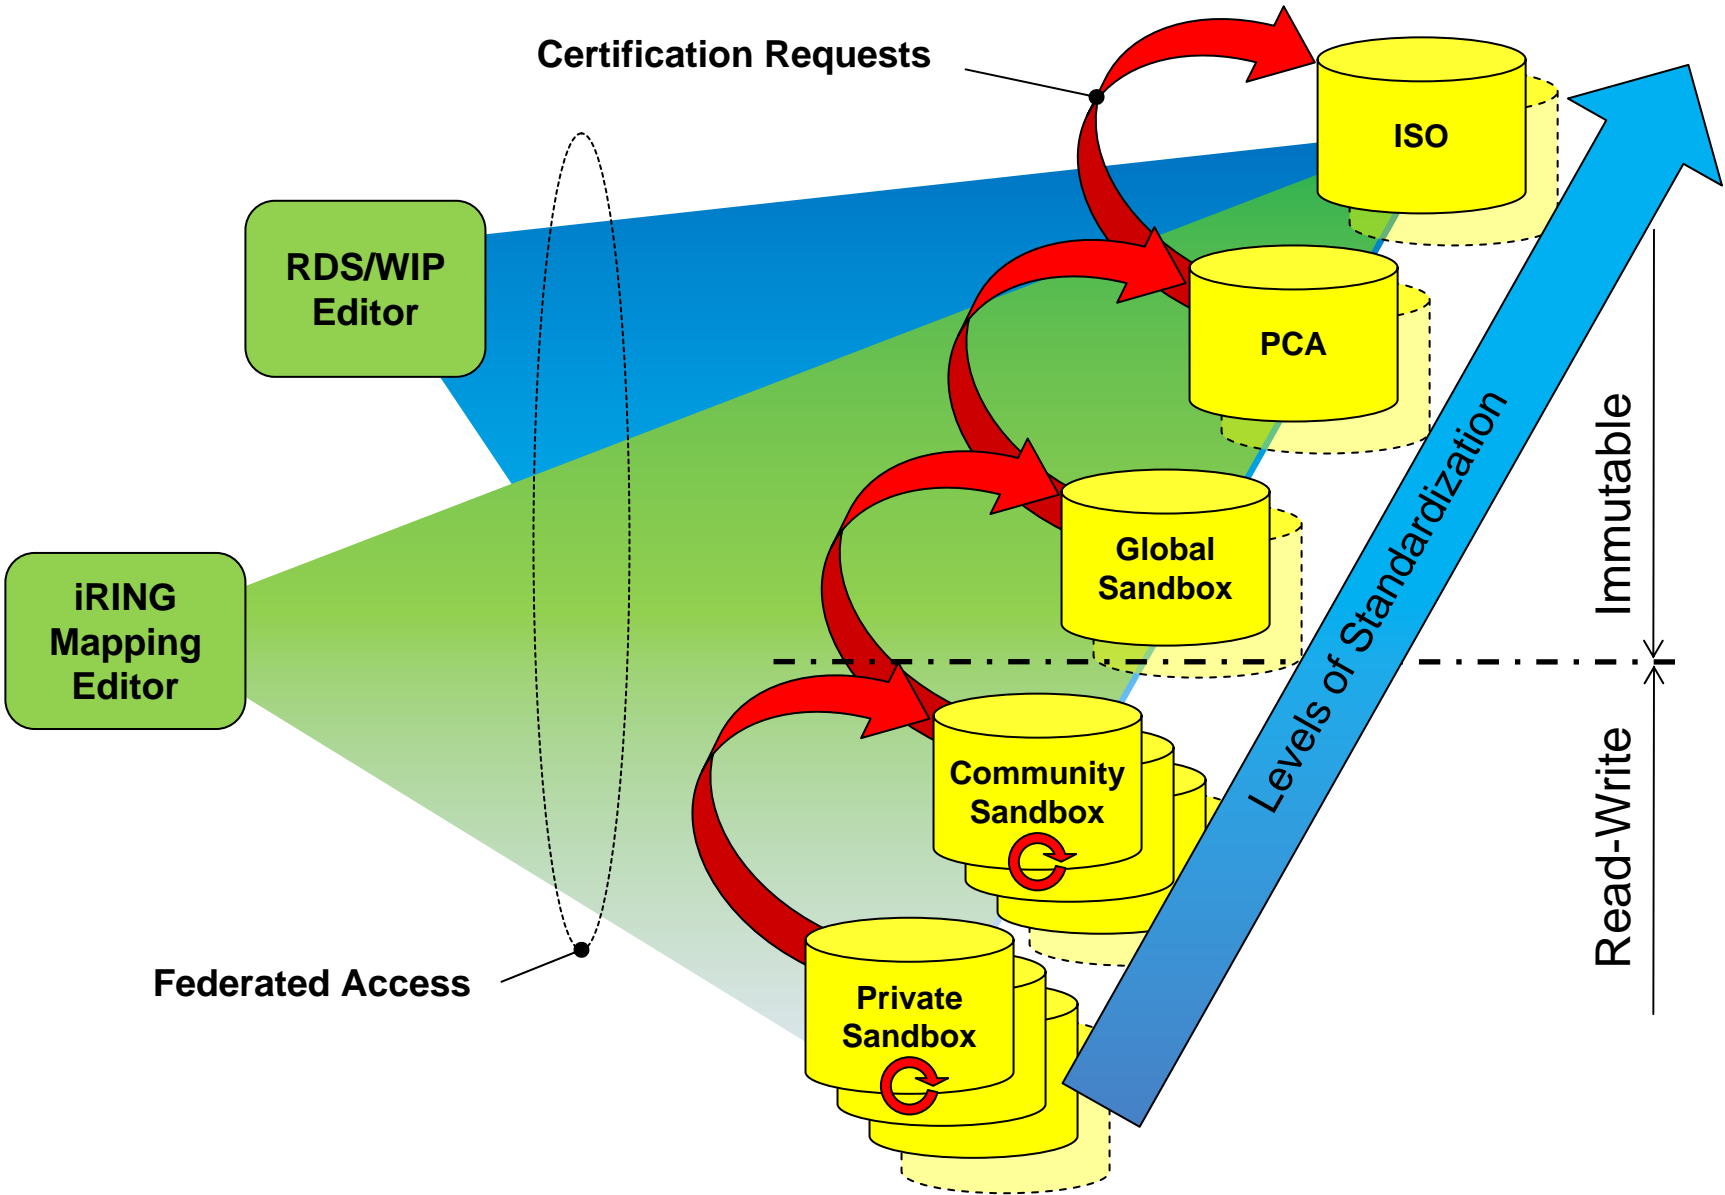 Certification Requests
ISO
RDS/WIP
Editor
PCA
Global
Sandbox
iRING
Mapping
Editor
Community
Sandbox
Private
Sandbox
Federated Access
Levels of Standardization
Immutable
Read-Write